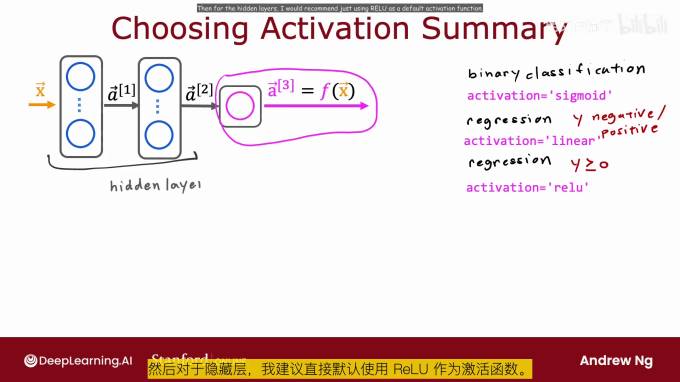 Then for the hidden layers, I would recommend just using RELU as a default activation function.
Choosing Activation Summary
bilibili
x⃗
a⃗[1]
a⃗[2]
a⃗[3] = f(x⃗)
hidden layer
binary classification
activation='sigmoid'
regression y negative/
positive
activation='linear'
regression y ≥ 0
activation='relu'
DeepLearning.AI
Stanford
Andrew Ng
然后对于隐藏层，我建议直接默认使用 ReLU 作为激活函数。